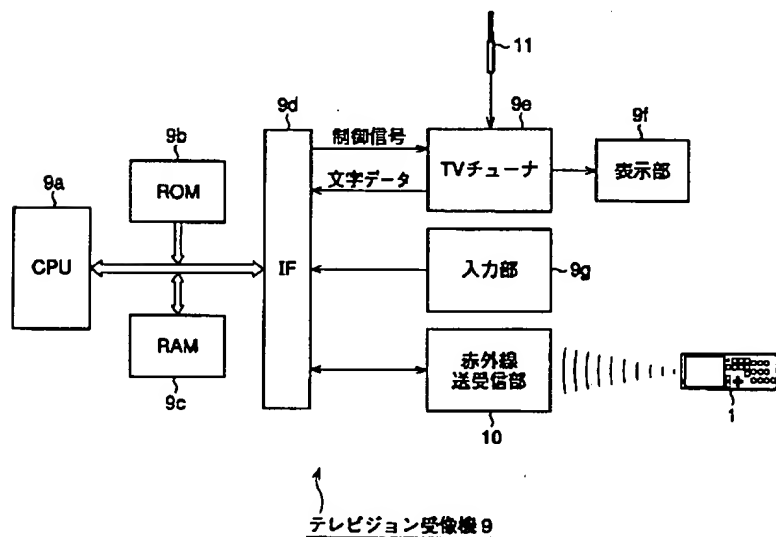 11
9d
9e
9f
9b
制御信号
9a
ROM
TVチューナ
表示部
文字データ
CPU
IF
入力部
9g
RAM
赤外線
送受信部
9c
10
1
テレビジョン受像機9